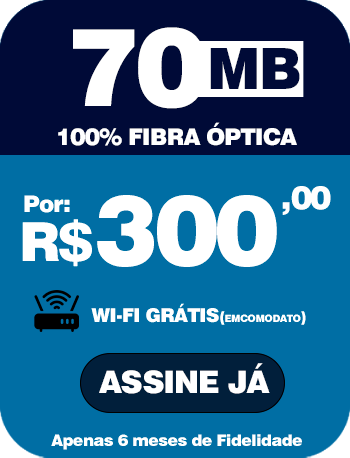 70MB
100% FIBRA ÓPTICA
Por:
R$300,00
WI-FI GRÁTIS(EMCOMODATO)
ASSINE JÁ
Apenas 6 meses de Fidelidade